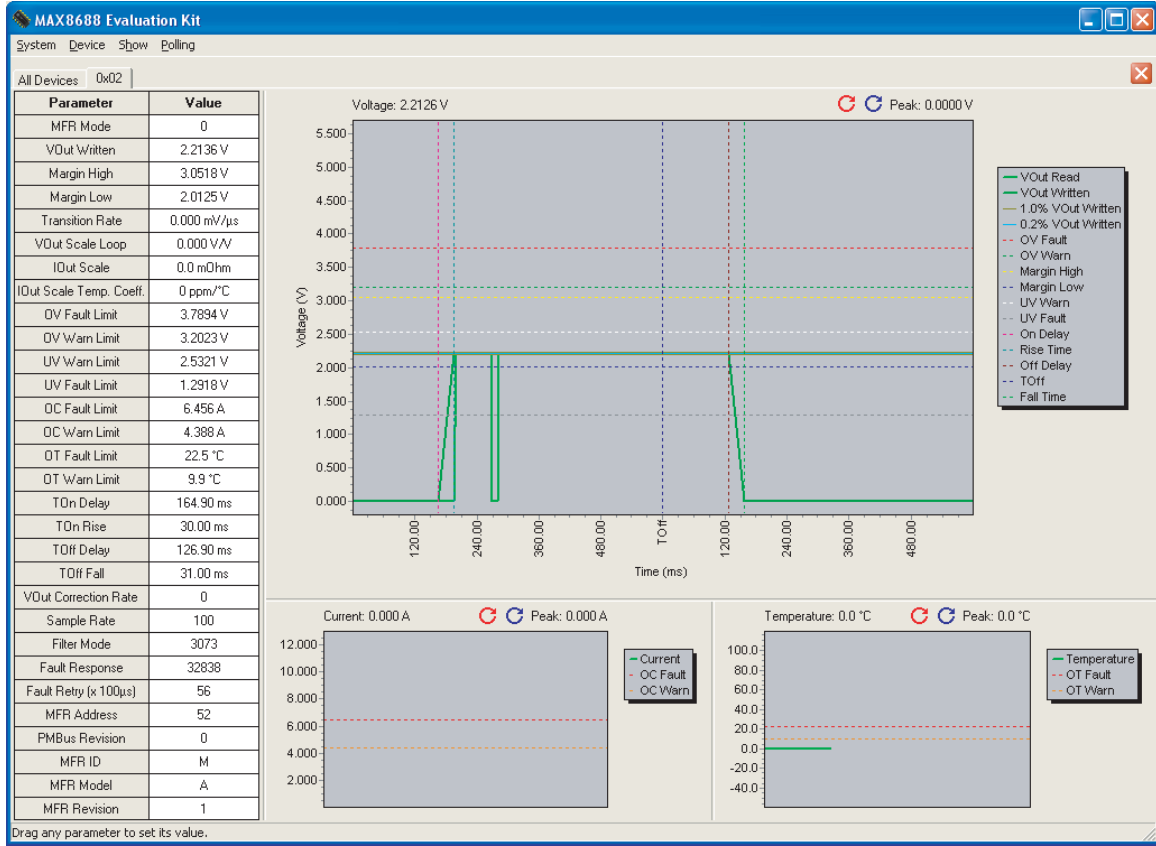 MAX8688 Evaluation Kit
System Device Show Polling
All Devices 0x02
Parameter Value
MFR Mode 0
VOut Written 2.2136 V
Margin High 3.0518 V
Margin Low 2.0125 V
Transition Rate 0.000 mV/µs
VOut Scale Loop 0.000 V/V
IOut Scale 0.0 mOhm
IOut Scale Temp. Coeff. 0 ppm/°C
OV Fault Limit 3.7894 V
OV Warn Limit 3.2023 V
UV Warn Limit 2.5321 V
UV Fault Limit 1.2918 V
OC Fault Limit 6.456 A
OC Warn Limit 4.388 A
OT Fault Limit 22.5 °C
OT Warn Limit 9.9 °C
TOn Delay 164.90 ms
TOn Rise 30.00 ms
TOff Delay 126.90 ms
TOff Fall 31.00 ms
VOut Correction Rate 0
Sample Rate 100
Filter Mode 3073
Fault Response 32838
Fault Retry (x 100µs) 56
MFR Address 52
PMBus Revision 0
MFR ID M
MFR Model A
MFR Revision 1
Voltage: 2.2126 V Peak: 0.0000 V
5.500
5.000
4.500
4.000
3.500
3.000
2.500
2.000
1.500
1.000
0.500
0.000
Voltage (V)
120.00 240.00 360.00 480.00 TOff 120.00 240.00 360.00 480.00
Time (ms)
VOut Read
VOut Written
1.0% VOut Written
0.2% VOut Written
OV Fault
OV Warn
Margin High
Margin Low
UV Warn
UV Fault
On Delay
Rise Time
Off Delay
TOff
Fall Time
Current: 0.000 A Peak: 0.000 A
12.000
10.000
8.000
6.000
4.000
2.000
Current
OC Fault
OC Warn
Temperature: 0.0 °C Peak: 0.0 °C
100.0
80.0
60.0
40.0
20.0
0.0
-20.0
-40.0
Temperature
OT Fault
OT Warn
Drag any parameter to set its value.